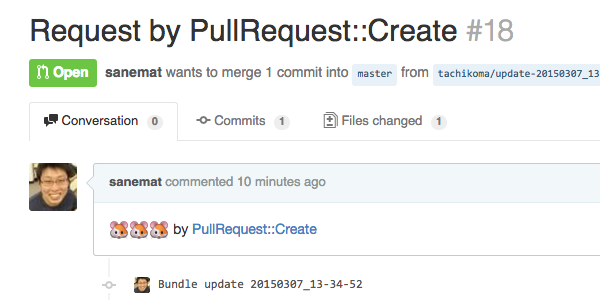 Request by PullRequest::Create #18
Open sanemat wants to merge 1 commit into master from tachikoma/update-20150307_13
Conversation 0 Commits 1 Files changed 1
sanemat commented 10 minutes ago
🐹🐹🐹 by PullRequest::Create
Bundle update 20150307_13-34-52